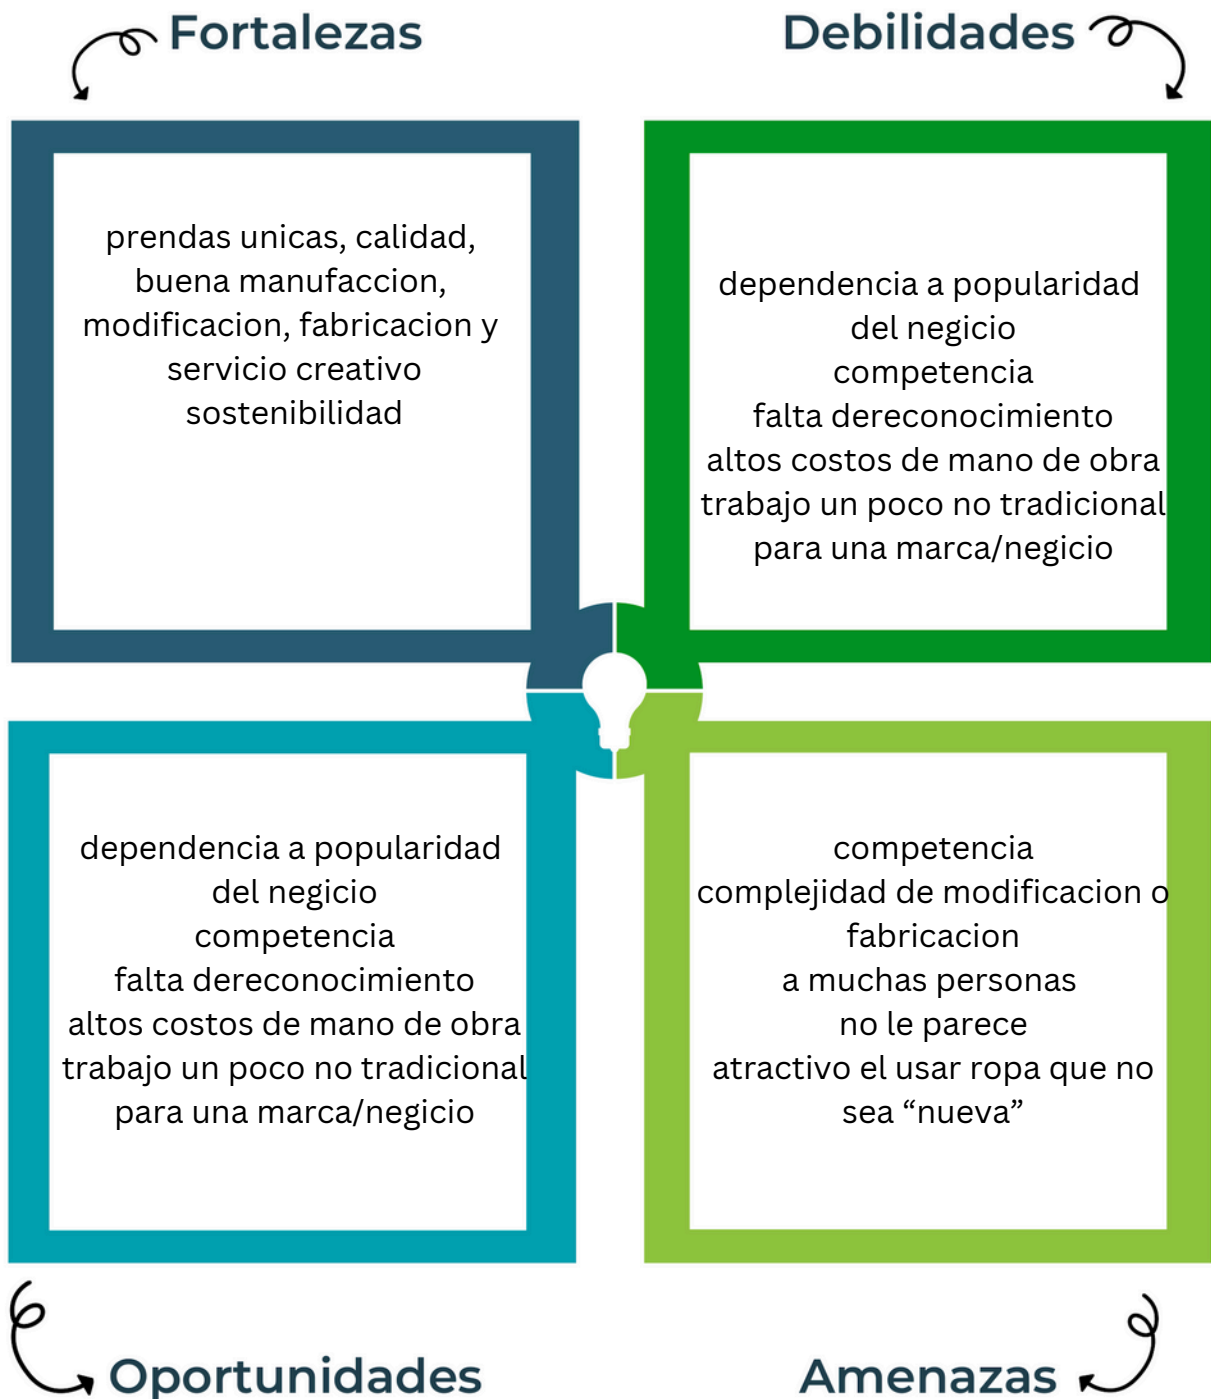 Fortalezas
prendas unicas, calidad,
buena manufaccion,
modificacion, fabricacion y
servicio creativo
sostenibilidad
Debilidades
dependencia a popularidad
del negicio
competencia
falta dereconocimiento
altos costos de mano de obra
trabajo un poco no tradicional
para una marca/negicio
dependencia a popularidad
del negicio
competencia
falta dereconocimiento
altos costos de mano de obra
trabajo un poco no tradicional
para una marca/negicio
Oportunidades
competencia
complejidad de modificacion o
fabricacion
a muchas personas
no le parece
atractivo el usar ropa que no
sea “nueva”
Amenazas